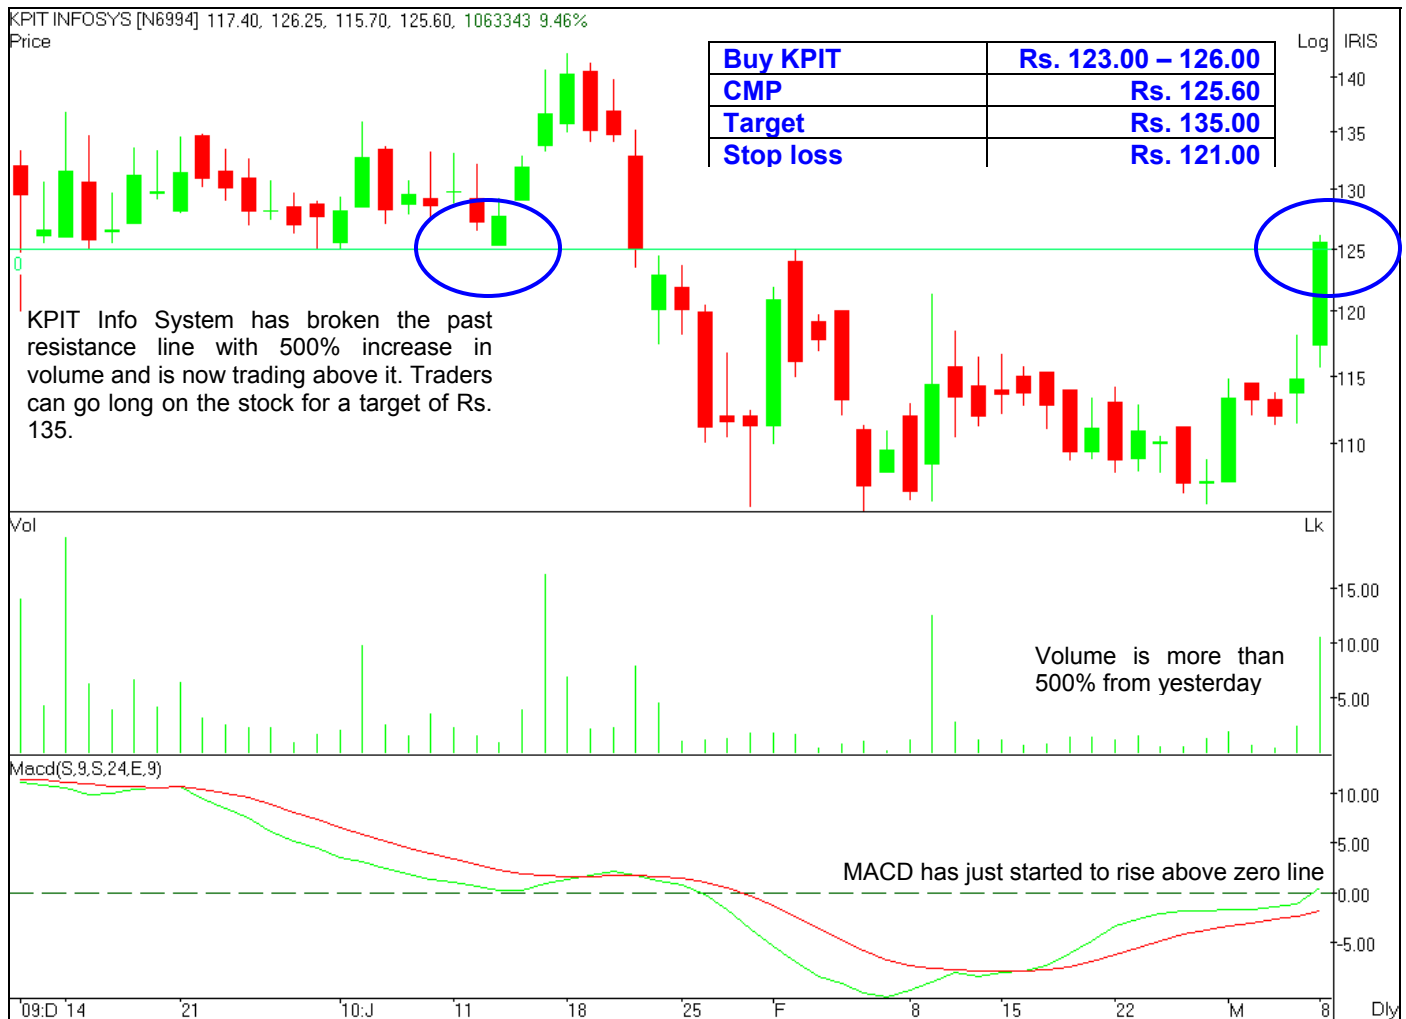 KPIT INFOSYS [N6994] 117.40, 126.25, 115.70, 125.60, 1063343 9.46%
Price
Log IRIS
Buy KPIT Rs. 123.00 – 126.00
CMP Rs. 125.60
Target Rs. 135.00
Stop loss Rs. 121.00
140
135
130
125
120
115
110
0
KPIT Info System has broken the past
resistance line with 500% increase in
volume and is now trading above it. Traders
can go long on the stock for a target of Rs.
135.
Vol
Lk
15.00
10.00
5.00
Volume is more than
500% from yesterday
Macd(S,9,S,24,E,9)
10.00
5.00
0.00
-5.00
MACD has just started to rise above zero line
09:D 14 21 10:J 11 18 25 F 8 15 22 M 8 Dly